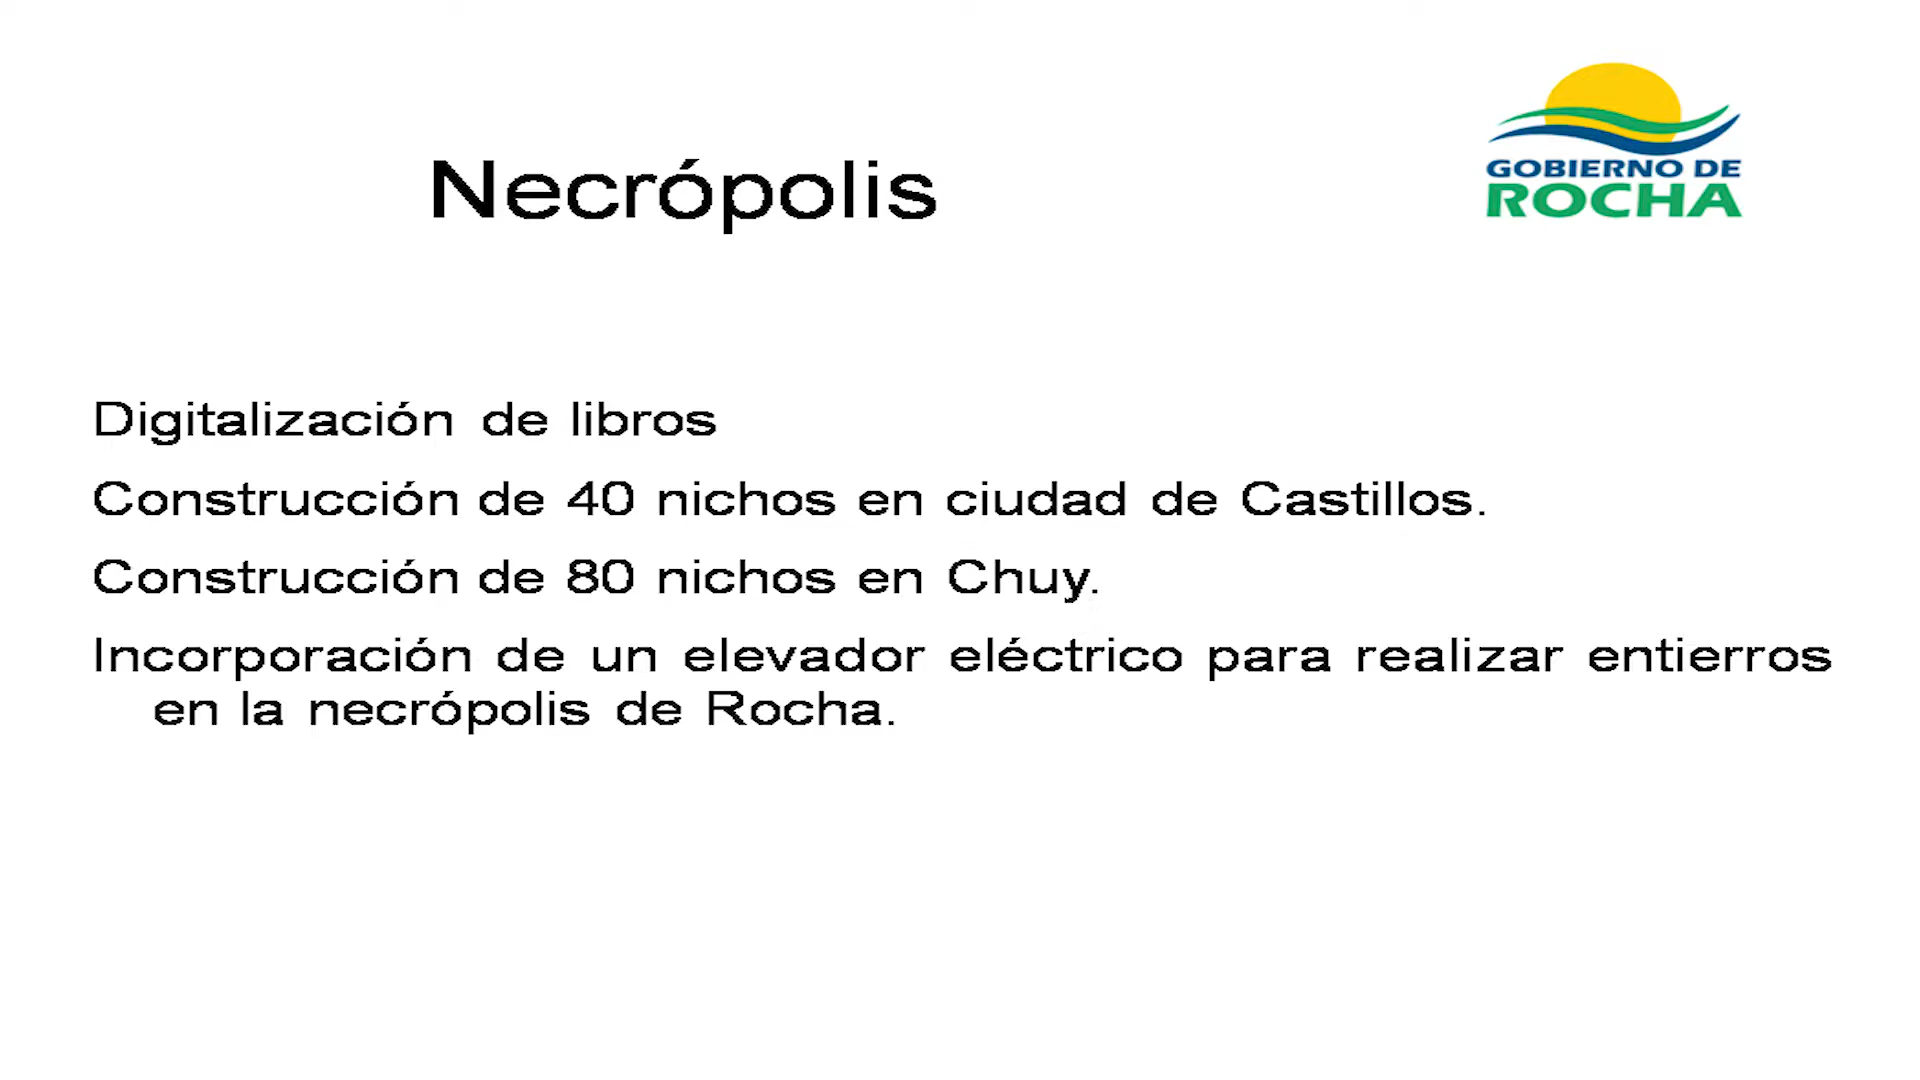 GOBIERNO DE
ROCHA
Necrópolis
Digitalización de libros
Construcción de 40 nichos en ciudad de Castillos.
Construcción de 80 nichos en Chuy.
Incorporación de un elevador eléctrico para realizar entierros
en la necrópolis de Rocha.